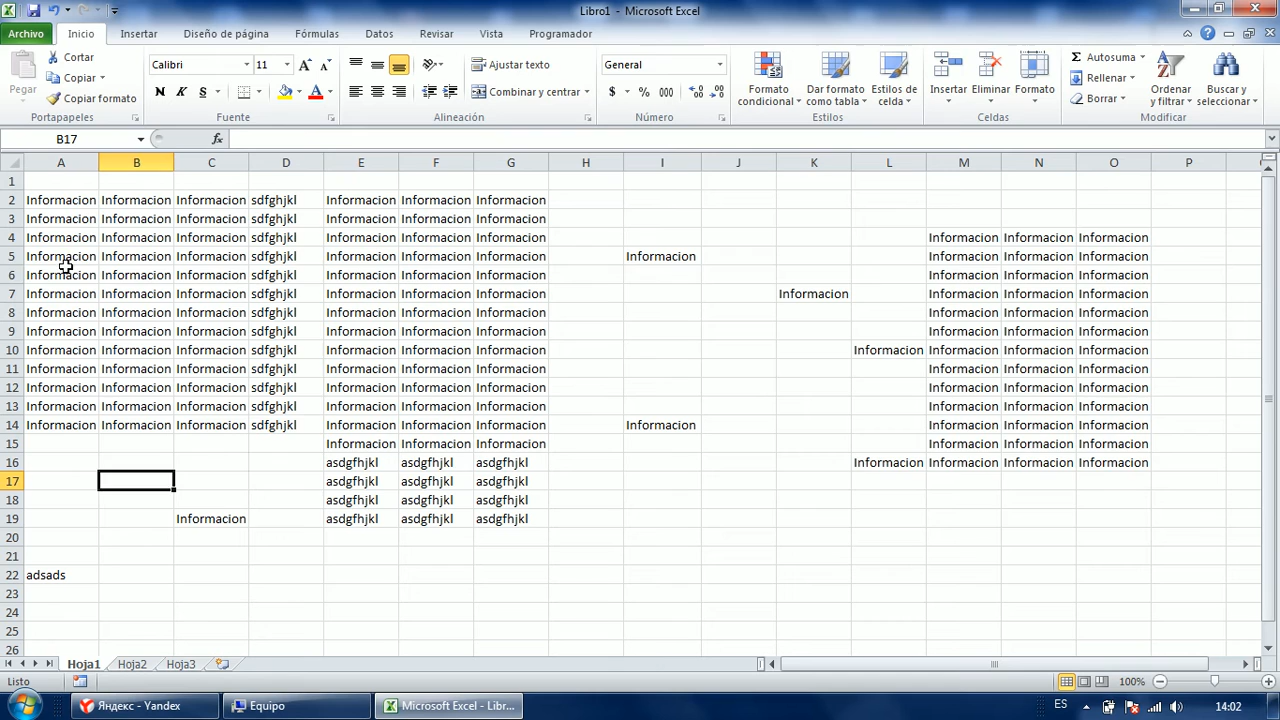 Libro1 - Microsoft Excel
Archivo Inicio Insertar Diseño de página Fórmulas Datos Revisar Vista Programador
Pegar
Cortar
Copiar
Copiar formato
Portapapeles
Calibri 11
N K S A
Fuente
Ajustar texto
Combinar y centrar
Alineación
General
$ % 000
Número
Formato condicional
Dar formato como tabla
Estilos de celda
Estilos
Insertar
Eliminar
Formato
Celdas
Autosuma
Rellenar
Borrar
Ordenar y filtrar
Buscar y seleccionar
Modificar
B17 fx
A B C D E F G H I J K L M N O P
1
2 Informacion Informacion Informacion sdfghjkl Informacion Informacion Informacion
3 Informacion Informacion Informacion sdfghjkl Informacion Informacion Informacion
4 Informacion Informacion Informacion sdfghjkl Informacion Informacion Informacion Informacion Informacion Informacion
5 Informacion Informacion Informacion sdfghjkl Informacion Informacion Informacion Informacion Informacion Informacion Informacion
6 Informacion Informacion Informacion sdfghjkl Informacion Informacion Informacion Informacion Informacion Informacion
7 Informacion Informacion Informacion sdfghjkl Informacion Informacion Informacion Informacion Informacion Informacion Informacion
8 Informacion Informacion Informacion sdfghjkl Informacion Informacion Informacion Informacion Informacion Informacion
9 Informacion Informacion Informacion sdfghjkl Informacion Informacion Informacion Informacion Informacion Informacion
10 Informacion Informacion Informacion sdfghjkl Informacion Informacion Informacion Informacion Informacion Informacion Informacion
11 Informacion Informacion Informacion sdfghjkl Informacion Informacion Informacion Informacion Informacion Informacion
12 Informacion Informacion Informacion sdfghjkl Informacion Informacion Informacion Informacion Informacion Informacion
13 Informacion Informacion Informacion sdfghjkl Informacion Informacion Informacion Informacion Informacion Informacion
14 Informacion Informacion Informacion sdfghjkl Informacion Informacion Informacion Informacion Informacion Informacion Informacion
15 Informacion Informacion Informacion Informacion Informacion Informacion
16 asdgfhjkl asdgfhjkl asdgfhjkl Informacion Informacion Informacion Informacion
17 asdgfhjkl asdgfhjkl asdgfhjkl
18 asdgfhjkl asdgfhjkl asdgfhjkl
19 Informacion asdgfhjkl asdgfhjkl asdgfhjkl
20
21
22 adsads
23
24
25
26
Hoja1 Hoja2 Hoja3
Listo 100%
Яндекс - Yandex Equipo Microsoft Excel - Libr... ES 14:02